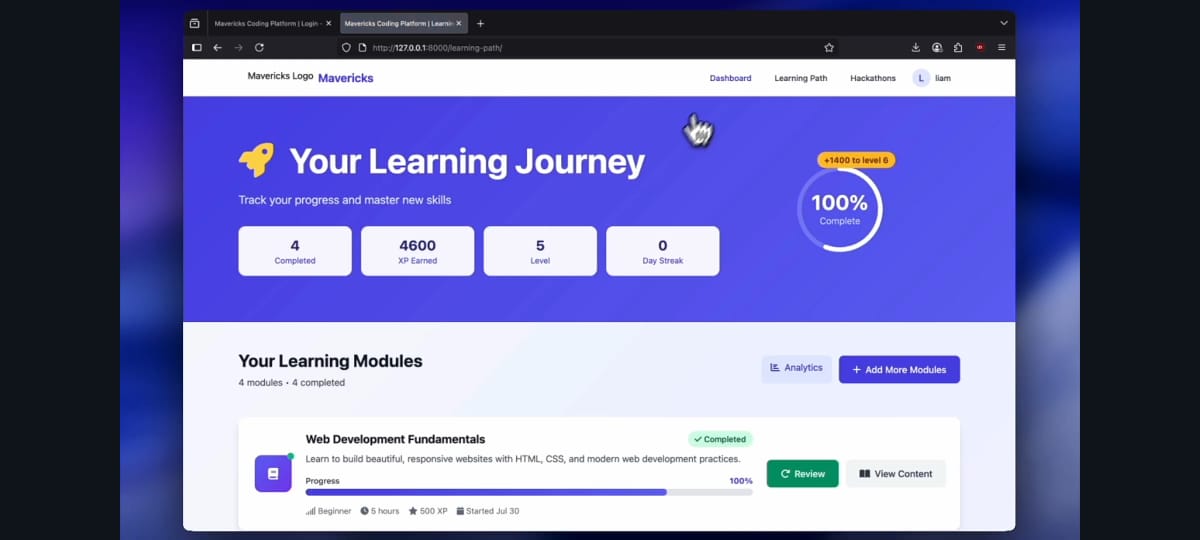 Mavericks Coding Platform | Login -
Mavericks Coding Platform | Learnin
http://127.0.0.1:8000/learning-path/
Mavericks Logo Mavericks
Dashboard Learning Path Hackathons L liam
Your Learning Journey
Track your progress and master new skills
4
Completed
4600
XP Earned
5
Level
0
Day Streak
+1400 to level 6
100%
Complete
Your Learning Modules
4 modules • 4 completed
Analytics
+ Add More Modules
Web Development Fundamentals
Completed
Learn to build beautiful, responsive websites with HTML, CSS, and modern web development practices.
Progress 100%
Beginner 5 hours 500 XP Started Jul 30
Review
View Content